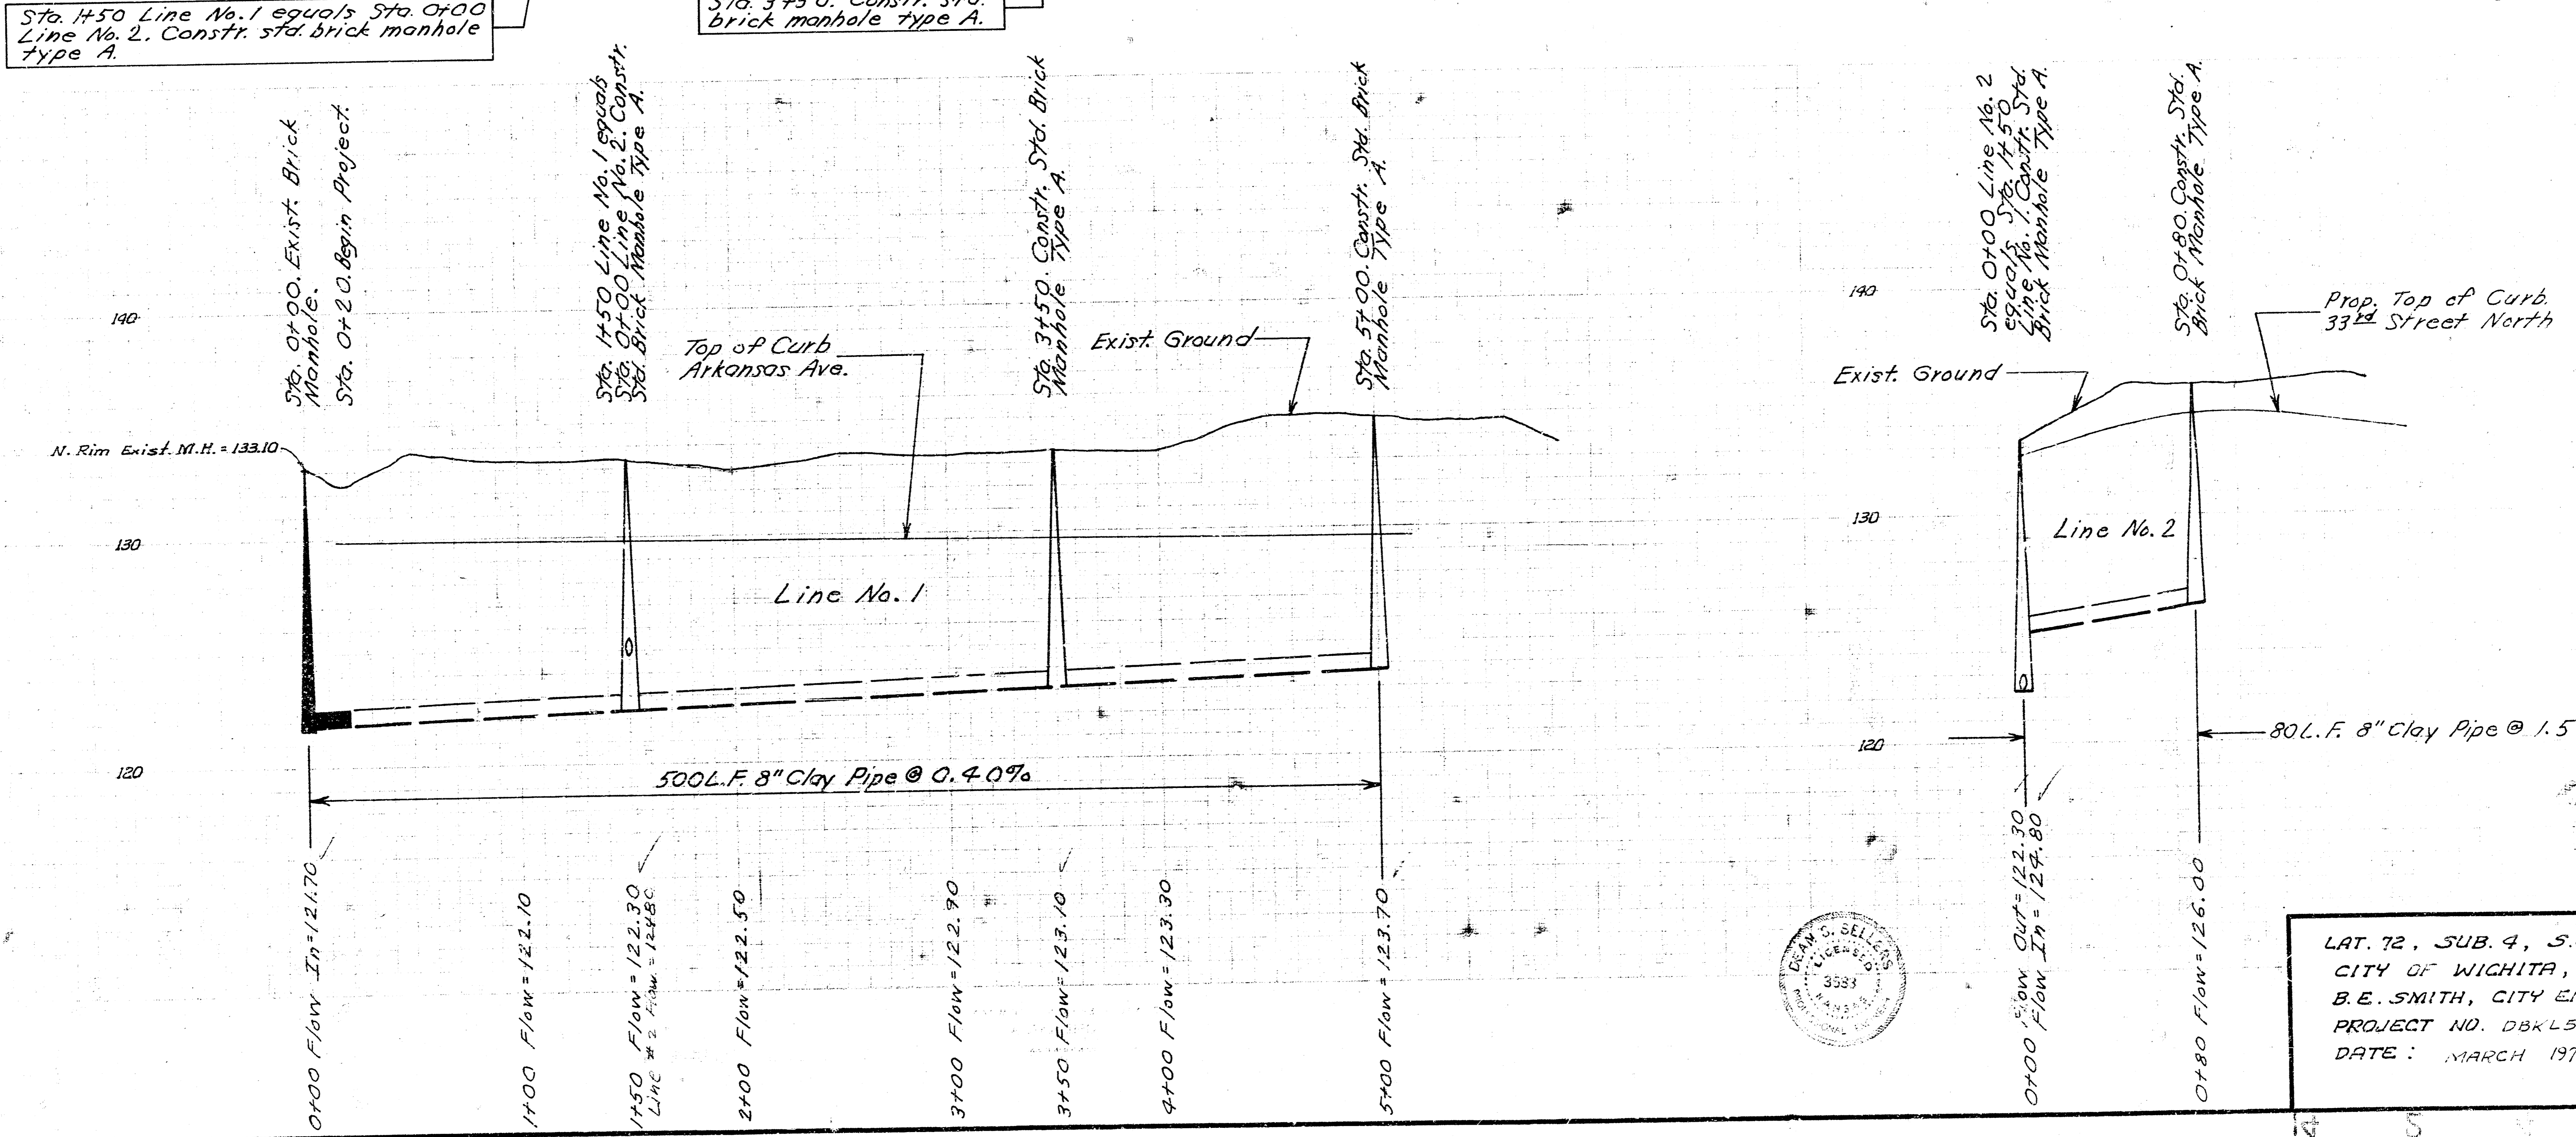 Sta. 1+50 Line No. 1 equals Sta. 0+00
Line No. 2. Constr. std. brick manhole
type A.
Sta. 3+50. Constr. std.
brick manhole type A.
Sta. 0+00. Exist. Brick
Manhole.
Sta. 0+20. Begin Project.
Sta. 1+50 Line No. 1 equals
Sta. 0+00 Line No. 2. Constr.
Std. Brick Manhole Type A.
Sta. 3+50. Constr. Std. Brick
Manhole Type A.
Sta. 5+00. Constr. Std. Brick
Manhole Type A.
Sta. 0+00 Line No. 2
equals Sta. 1+50
Line No. 1. Constr. Std.
Brick Manhole Type A.
Sta. 0+80. Constr. Std.
Brick Manhole Type A.
140
140
Prop. Top of Curb.
33rd Street North
Top of Curb
Arkansas Ave.
Exist. Ground
Exist. Ground
N. Rim Exist. M.H. = 133.10
130
130
Line No. 2
Line No. 1
120
120
80 L.F. 8" Clay Pipe @ 1.5
500 L.F. 8" Clay Pipe @ 0.40%
0+00 Flow In = 121.70
1+00 Flow = 122.10
1+50 Flow = 122.30
Line # 2 Flow = 124.80
2+00 Flow = 122.50
3+00 Flow = 122.90
3+50 Flow = 123.10
4+00 Flow = 123.30
5+00 Flow = 123.70
0+00 Flow Out = 122.30
Flow In = 124.80
0+80 Flow = 126.00
DEAN S. SELLERS
LICENSED
3533
KANSAS
LAT. 72, SUB. 4, S.
CITY OF WICHITA,
B.E. SMITH, CITY E
PROJECT NO. DBKL5
DATE: MARCH 197